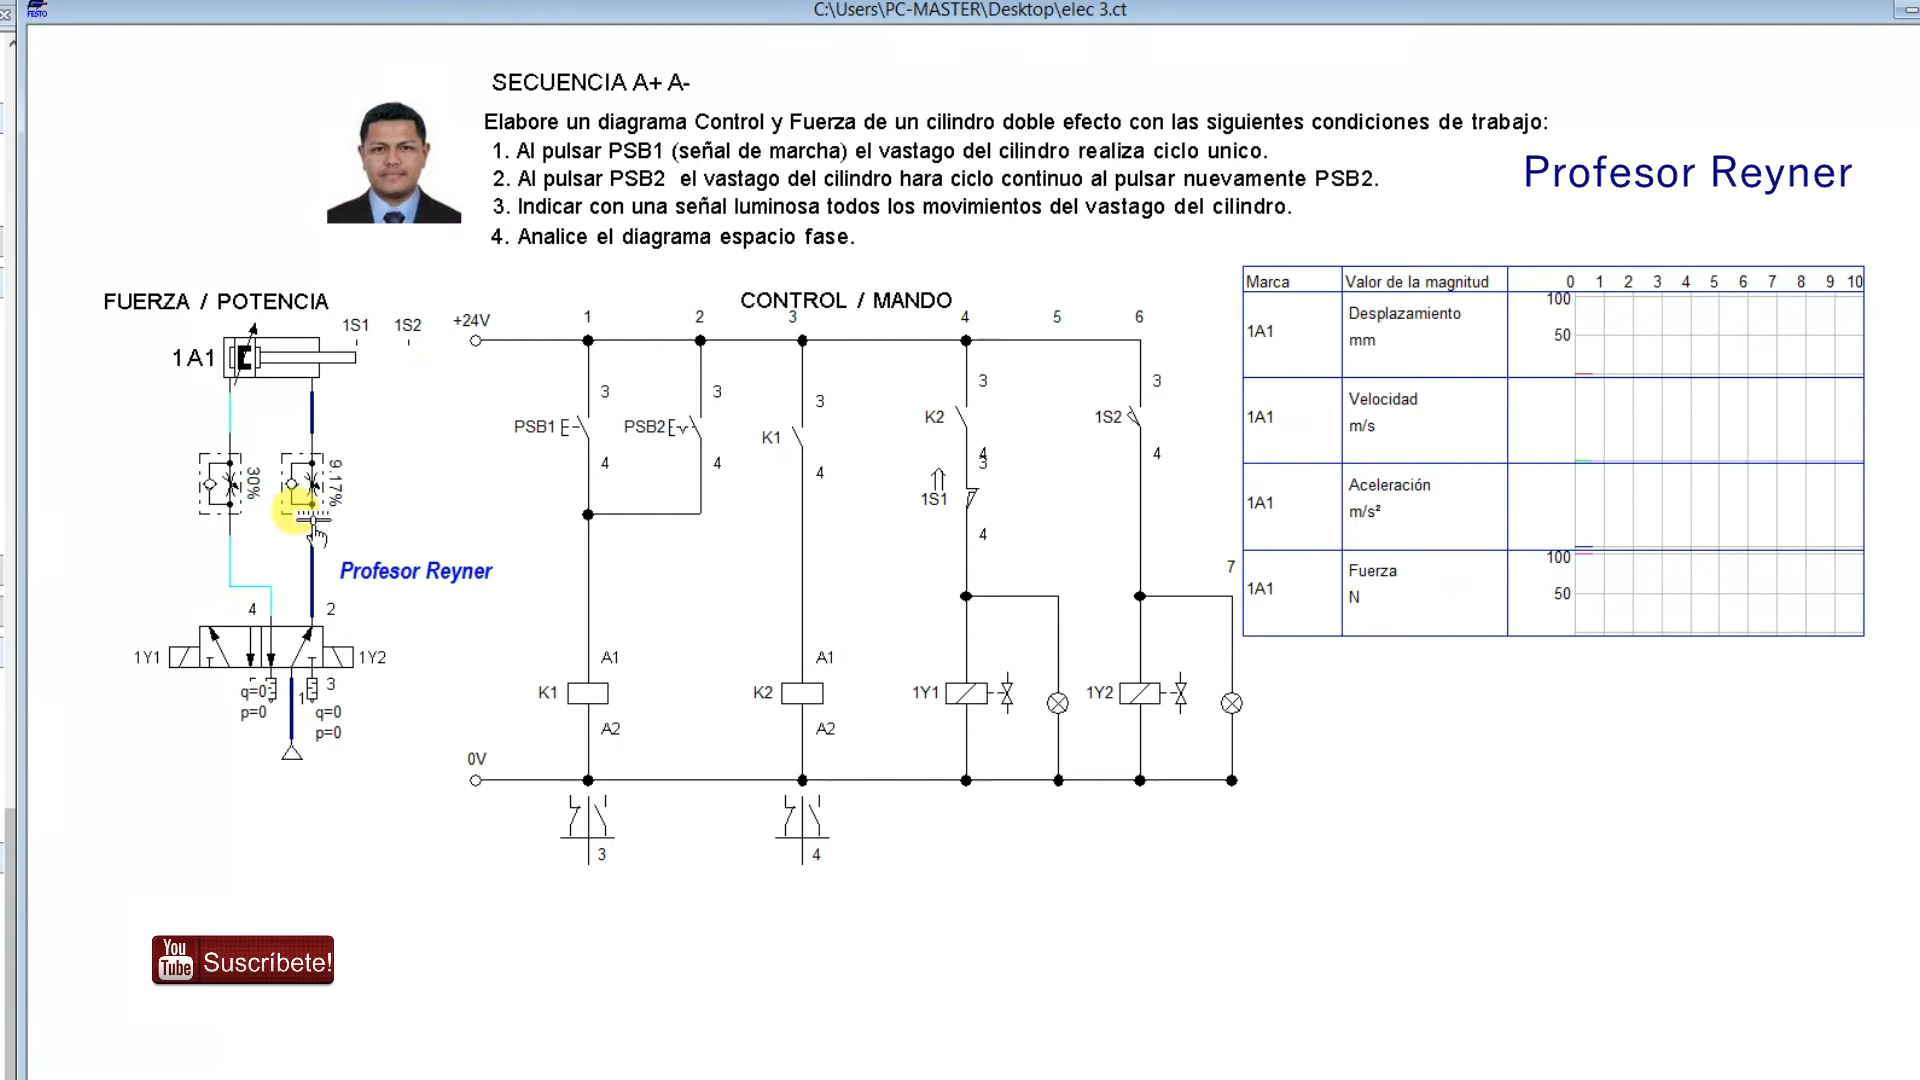 FESTO
C:\Users\PC-MASTER\Desktop\elec 3.ct
SECUENCIA A+ A-
Elabore un diagrama Control y Fuerza de un cilindro doble efecto con las siguientes condiciones de trabajo:
1. Al pulsar PSB1 (señal de marcha) el vastago del cilindro realiza ciclo unico.
2. Al pulsar PSB2 el vastago del cilindro hara ciclo continuo al pulsar nuevamente PSB2.
3. Indicar con una señal luminosa todos los movimientos del vastago del cilindro.
4. Analice el diagrama espacio fase.
Profesor Reyner
FUERZA / POTENCIA
1S1 1S2
1A1
30%
9.17%
Profesor Reyner
4 2
1Y1 1Y2
q=0 1 3
p=0 q=0
p=0
CONTROL / MANDO
+24V 1 2 3 4 5 6
3 3 3 3 3
PSB1 PSB2 K1 K2 1S2
4 4 4 4 4
3
1S1
4
7
A1 A1
K1 K2 1Y1 1Y2
A2 A2
0V
3 4
Marca Valor de la magnitud 0 1 2 3 4 5 6 7 8 9 10
1A1 Desplazamiento 100
mm 50
1A1 Velocidad
m/s
1A1 Aceleración
m/s²
1A1 Fuerza 100
N 50
You
Tube Suscríbete!